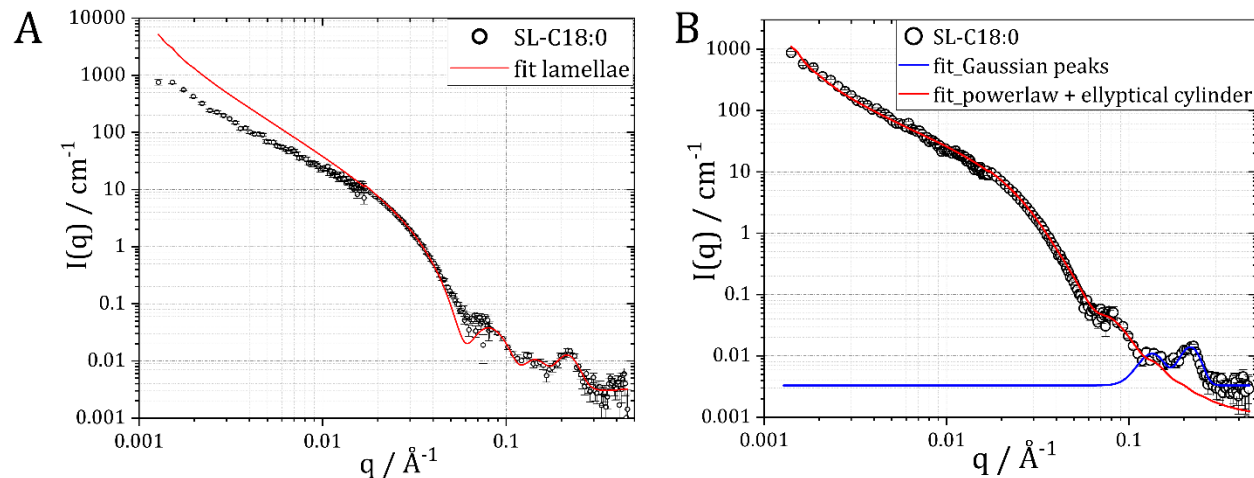 A
10000
1000
100
10
1
0.1
0.01
0.001
I(q) / cm⁻¹
SL-C18:0
fit lamellae
0.001
0.01
0.1
q / Å⁻¹
B
1000
100
10
1
0.1
0.01
0.001
I(q) / cm⁻¹
SL-C18:0
fit_Gaussian peaks
fit_powerlaw + ellyptical cylinder
0.001
0.01
0.1
q / Å⁻¹